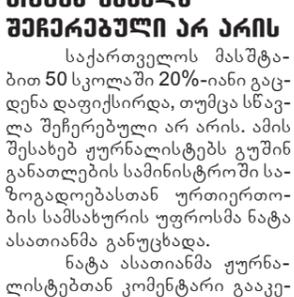 შეჩერებული არ არის
საქართველოს მასშტა-
ბით 50 სკოლაში 20%-იანი გაც-
დენა დაფიქსირდა, თუმცა სწავ-
ლა შეჩერებული არ არის. ამის
შესახებ ჟურნალისტებს გუშინ
განათლების სამინისტროში სა-
ზოგადოებასთან ურთიერთო-
ბის სამსახურის უფროსმა ნატა
ასათიანმა განუცხადა.
ნატა ასათიანმა ჟურნა-
ლისტებთან კომენტარი გააკე-